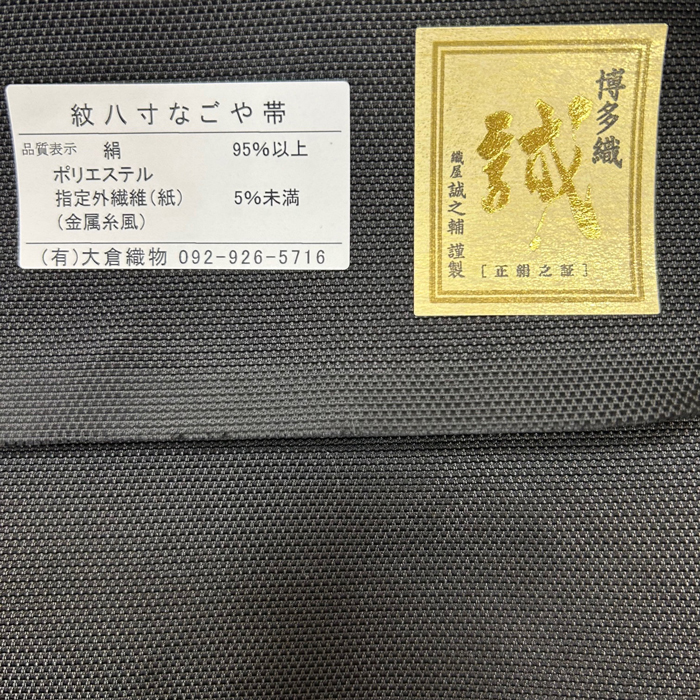 紋八寸なごや帯
品質表示 絹 95%以上
ポリエステル
指定外繊維(紙) 5%未満
(金属糸風)
(有)大倉織物 092-926-5716
博多織
誠
織屋誠之輔 謹製
[正絹之証]